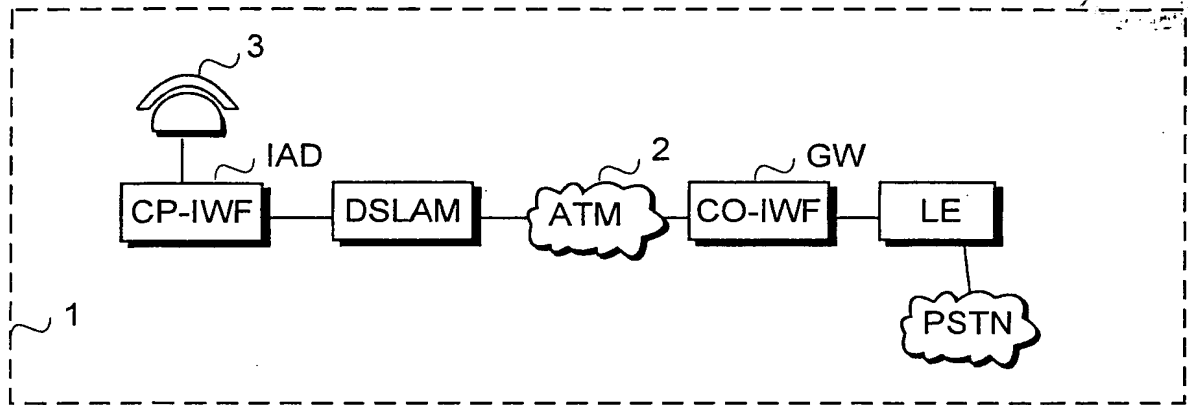 3
IAD
2
GW
CP-IWF
DSLAM
ATM
CO-IWF
LE
1
PSTN